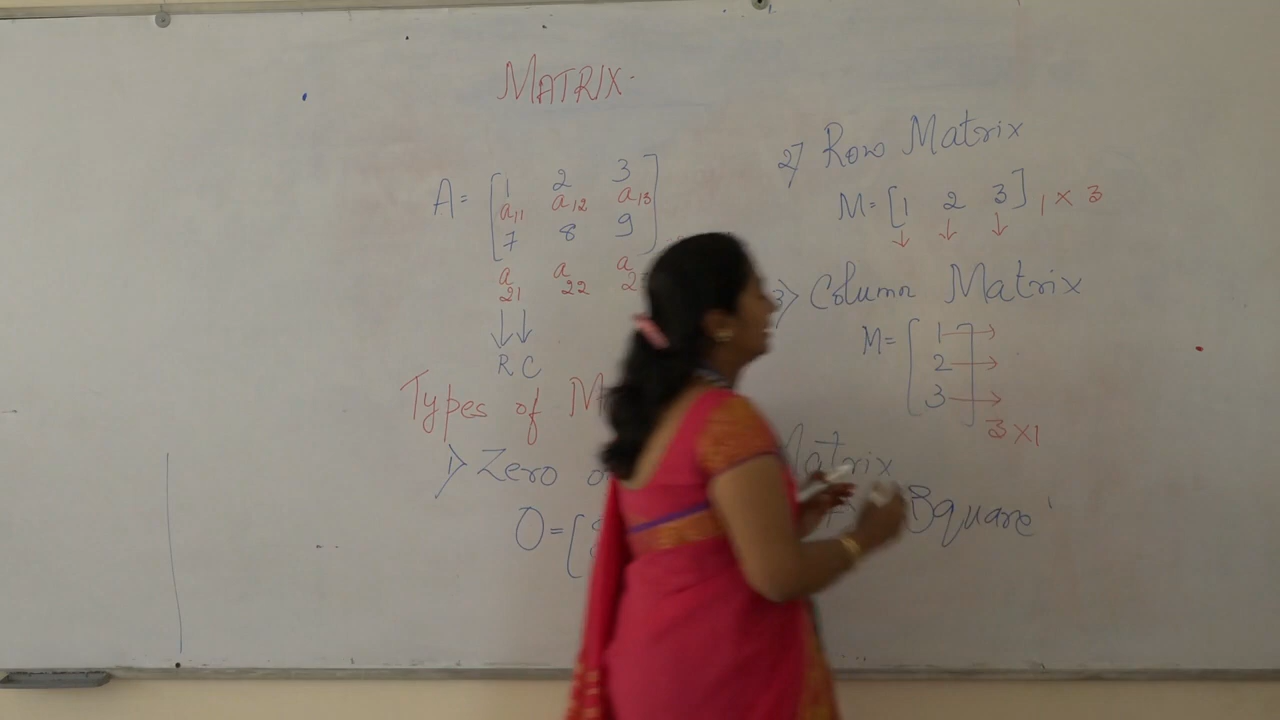 MATRIX
A = [ 1 2 3 ]
a11 a12 a13
7 8 9
a21 a22 a2
R C
Types of M
1) Zero o Matrix
O = [
2) Row Matrix
M = [ 1 2 3 ] 1 x 3
3) Column Matrix
M = [ 1
2
3 ]
3 x 1
Square